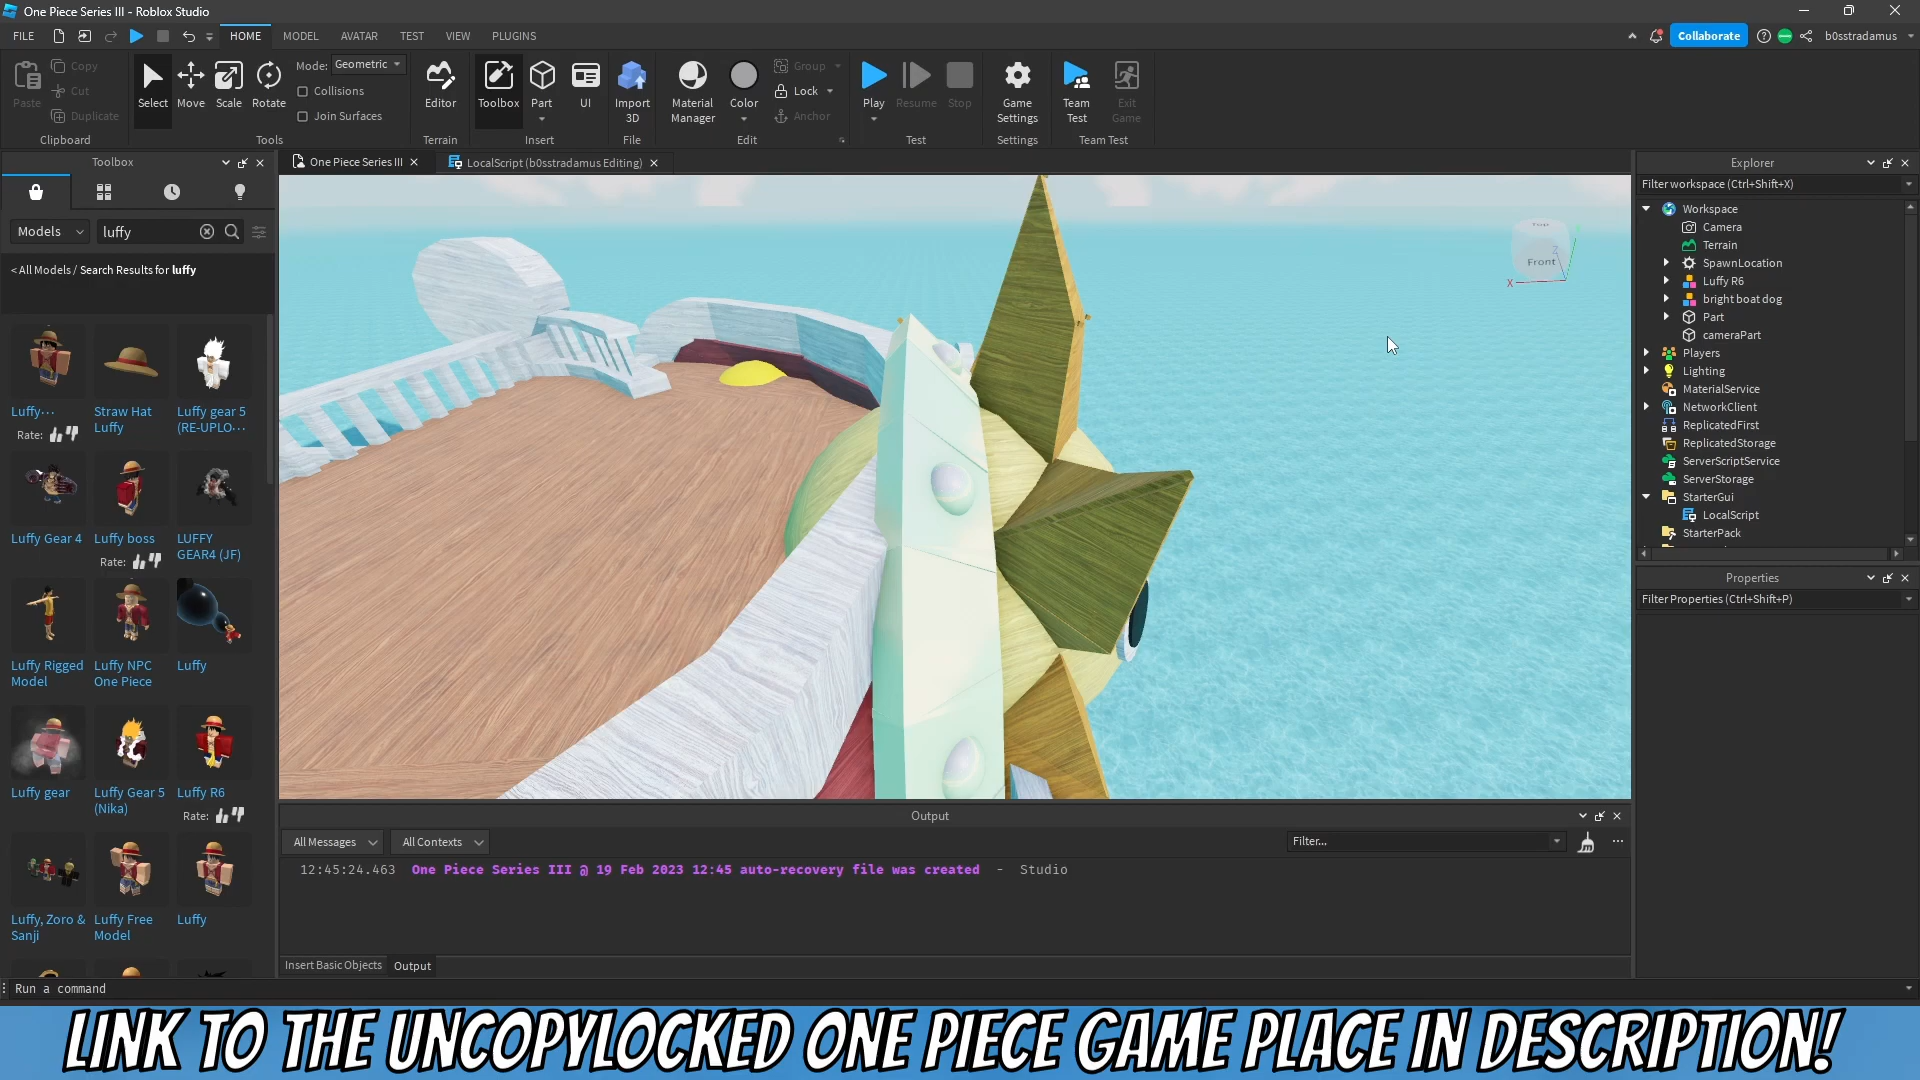 One Piece Series III - Roblox Studio
FILE HOME MODEL AVATAR TEST VIEW PLUGINS Collaborate b0sstradamus
Paste Copy Cut Duplicate Clipboard
Select Move Scale Rotate Mode: Geometric Collisions Join Surfaces Tools
Editor Terrain
Toolbox Part UI Insert
Import 3D File
Material Manager Color Group Lock Anchor Edit
Play Resume Stop Test
Game Settings Settings
Team Test Exit Game Team Test
Toolbox
Models luffy
< All Models / Search Results for luffy
Luffy...
Rate:
Straw Hat Luffy
Luffy gear 5 (RE-UPLO...
Luffy Gear 4
Luffy boss
Rate:
LUFFY GEAR4 (JF)
Luffy Rigged Model
Luffy NPC One Piece
Luffy
Luffy gear
Luffy Gear 5 (Nika)
Luffy R6
Rate:
Luffy, Zoro & Sanji
Luffy Free Model
Luffy
One Piece Series III LocalScript (b0sstradamus Editing)
Top
Front
X
Z
Output
All Messages All Contexts Filter...
12:45:24.463 One Piece Series III @ 19 Feb 2023 12:45 auto-recovery file was created - Studio
Insert Basic Objects Output
Run a command
Explorer
Filter workspace (Ctrl+Shift+X)
Workspace
Camera
Terrain
SpawnLocation
Luffy R6
bright boat dog
Part
cameraPart
Players
Lighting
MaterialService
NetworkClient
ReplicatedFirst
ReplicatedStorage
ServerScriptService
ServerStorage
StarterGui
LocalScript
StarterPack
Properties
Filter Properties (Ctrl+Shift+P)
LINK TO THE UNCOPYLOCKED ONE PIECE GAME PLACE IN DESCRIPTION!